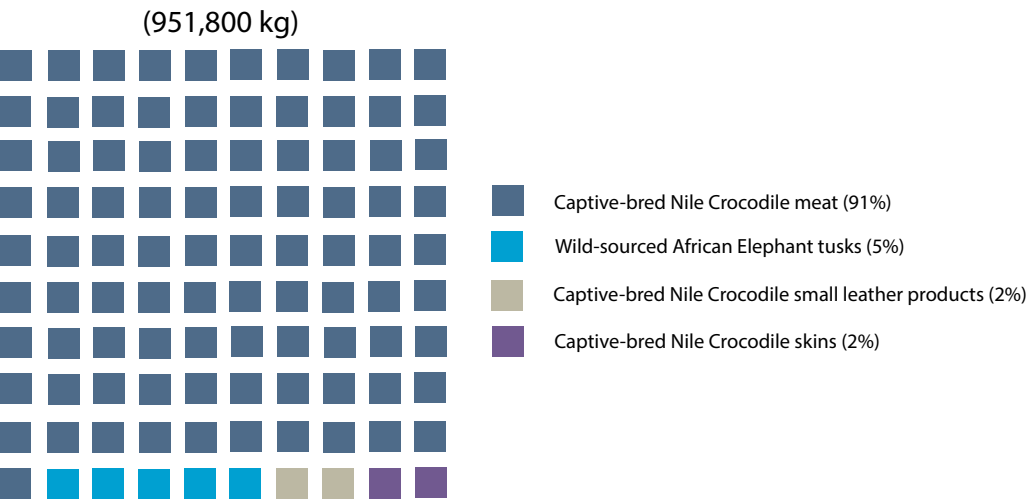 (951,800 kg)
Captive-bred Nile Crocodile meat (91%)
Wild-sourced African Elephant tusks (5%)
Captive-bred Nile Crocodile small leather products (2%)
Captive-bred Nile Crocodile skins (2%)